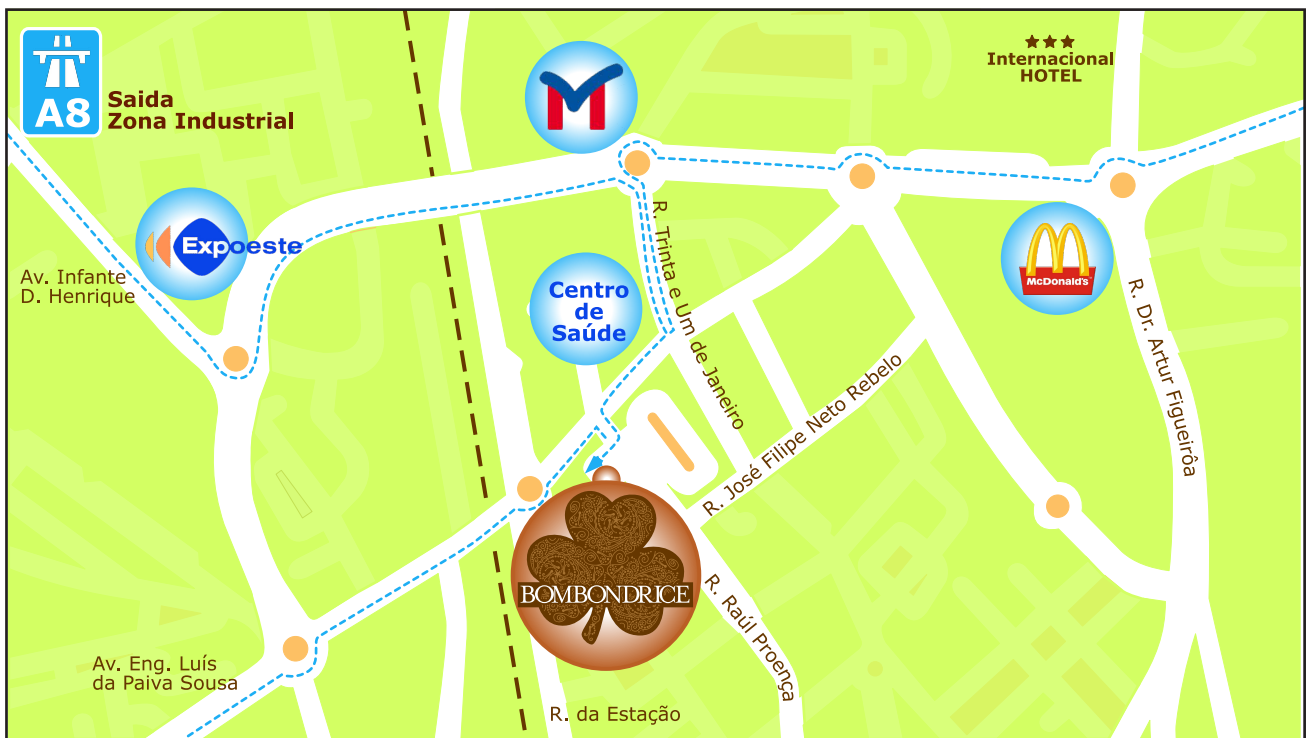 A8
Saida
Zona Industrial
Internacional
HOTEL
Expoeste
Av. Infante
D. Henrique
Centro
de
Saúde
R. Trinta e Um de Janeiro
McDonald's
R. Dr. Artur Figueirôa
R. José Filipe Neto Rebelo
BOMBONDRICE
R. Raúl Proença
Av. Eng. Luís
da Paiva Sousa
R. da Estação